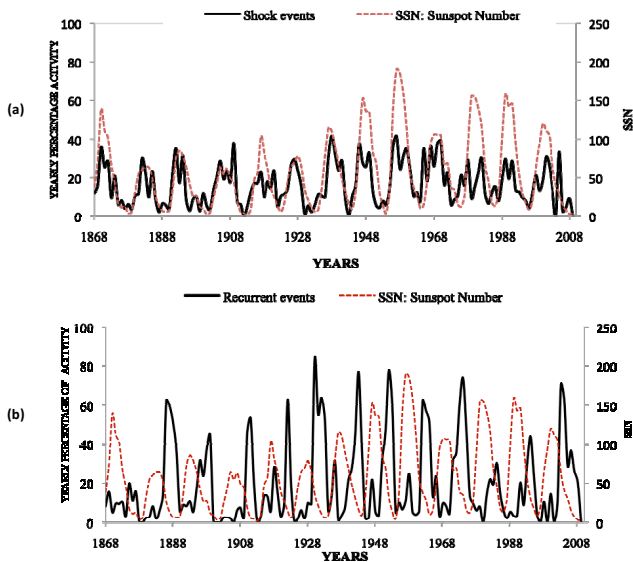 Shock events
SSN: Sunspot Number
(a)
YEARLY PERCENTAGE ACITVITY
100
80
60
40
20
0
250
200
150
100
50
0
SSN
1868 1888 1908 1928 1948 1968 1988 2008
YEARS
Recurrent events
SSN: Sunspot Number
(b)
YEARLY PERCENTAGE OF ACITVITY
100
80
60
40
20
0
250
200
150
100
50
0
SSN
1868 1888 1908 1928 1948 1968 1988 2008
YEARS